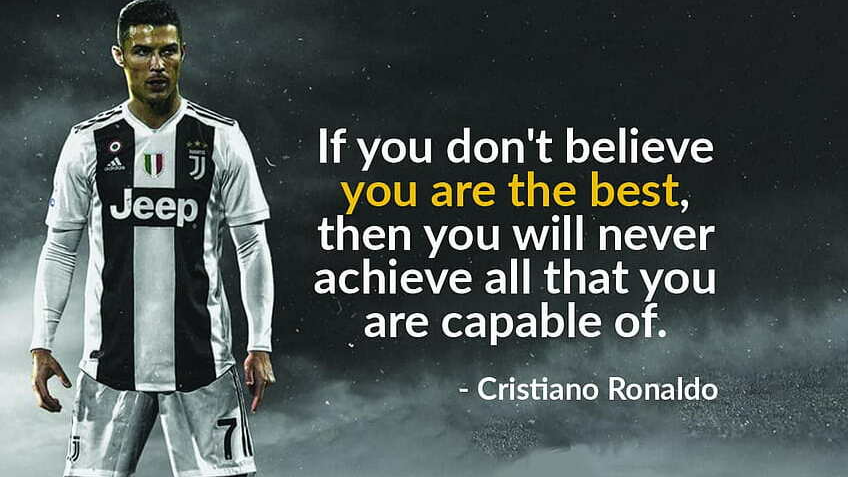 If you don't believe
you are the best,
then you will never
achieve all that you
are capable of.
- Cristiano Ronaldo
Jeep
7